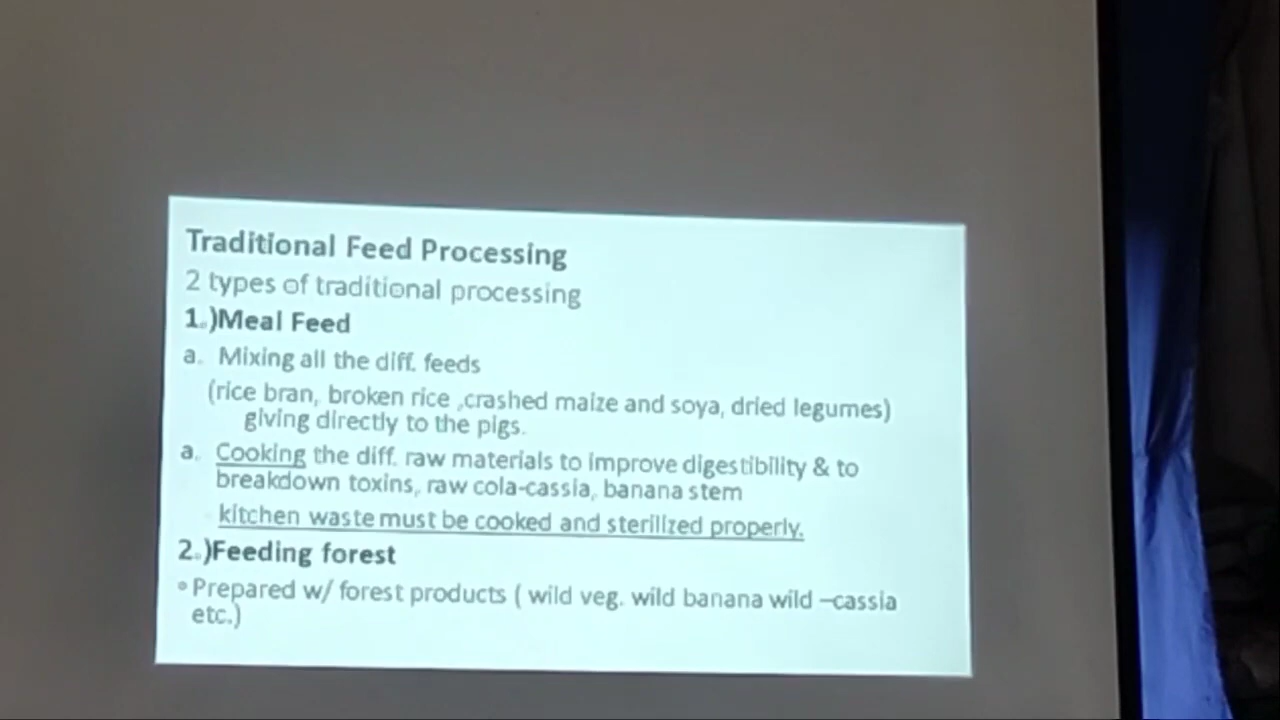 Traditional Feed Processing
2 types of traditional processing
1.)Meal Feed
a. Mixing all the diff. feeds
(rice bran, broken rice ,crashed maize and soya, dried legumes)
giving directly to the pigs.
a. Cooking the diff. raw materials to improve digestibility & to
breakdown toxins, raw cola-cassia, banana stem
kitchen waste must be cooked and sterilized properly.
2.)Feeding forest
• Prepared w/ forest products ( wild veg. wild banana wild –cassia
etc.)